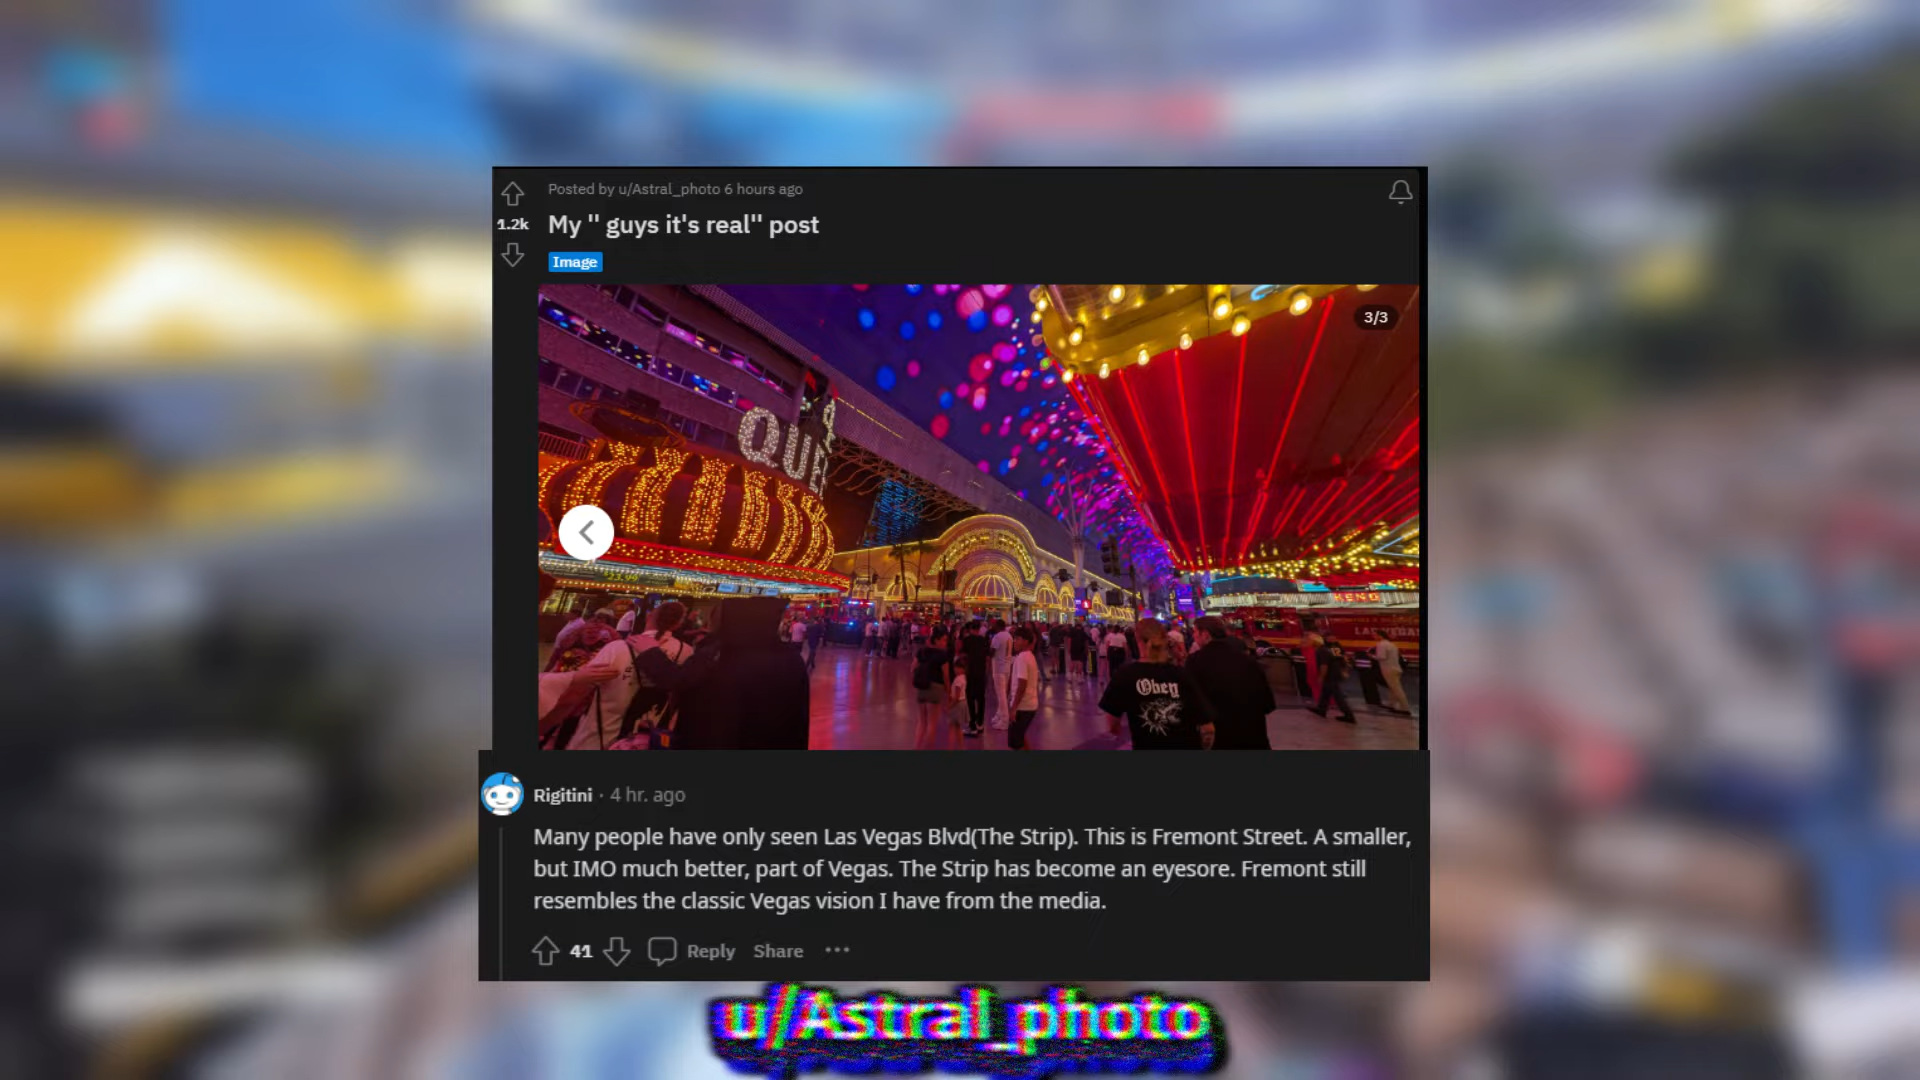 Posted by u/Astral_photo 6 hours ago
1.2k
My " guys it's real" post
Image
3/3
QUE
KENO
LAS VEGAS
Obey
Rigitini · 4 hr. ago
Many people have only seen Las Vegas Blvd(The Strip). This is Fremont Street. A smaller,
but IMO much better, part of Vegas. The Strip has become an eyesore. Fremont still
resembles the classic Vegas vision I have from the media.
41
Reply Share ···
u/Astral_photo